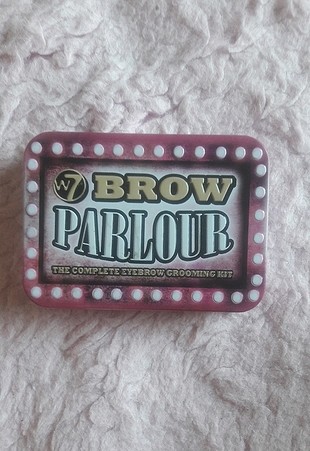 W7 BROW
PARLOUR
THE COMPLETE EYEBROW GROOMING KIT